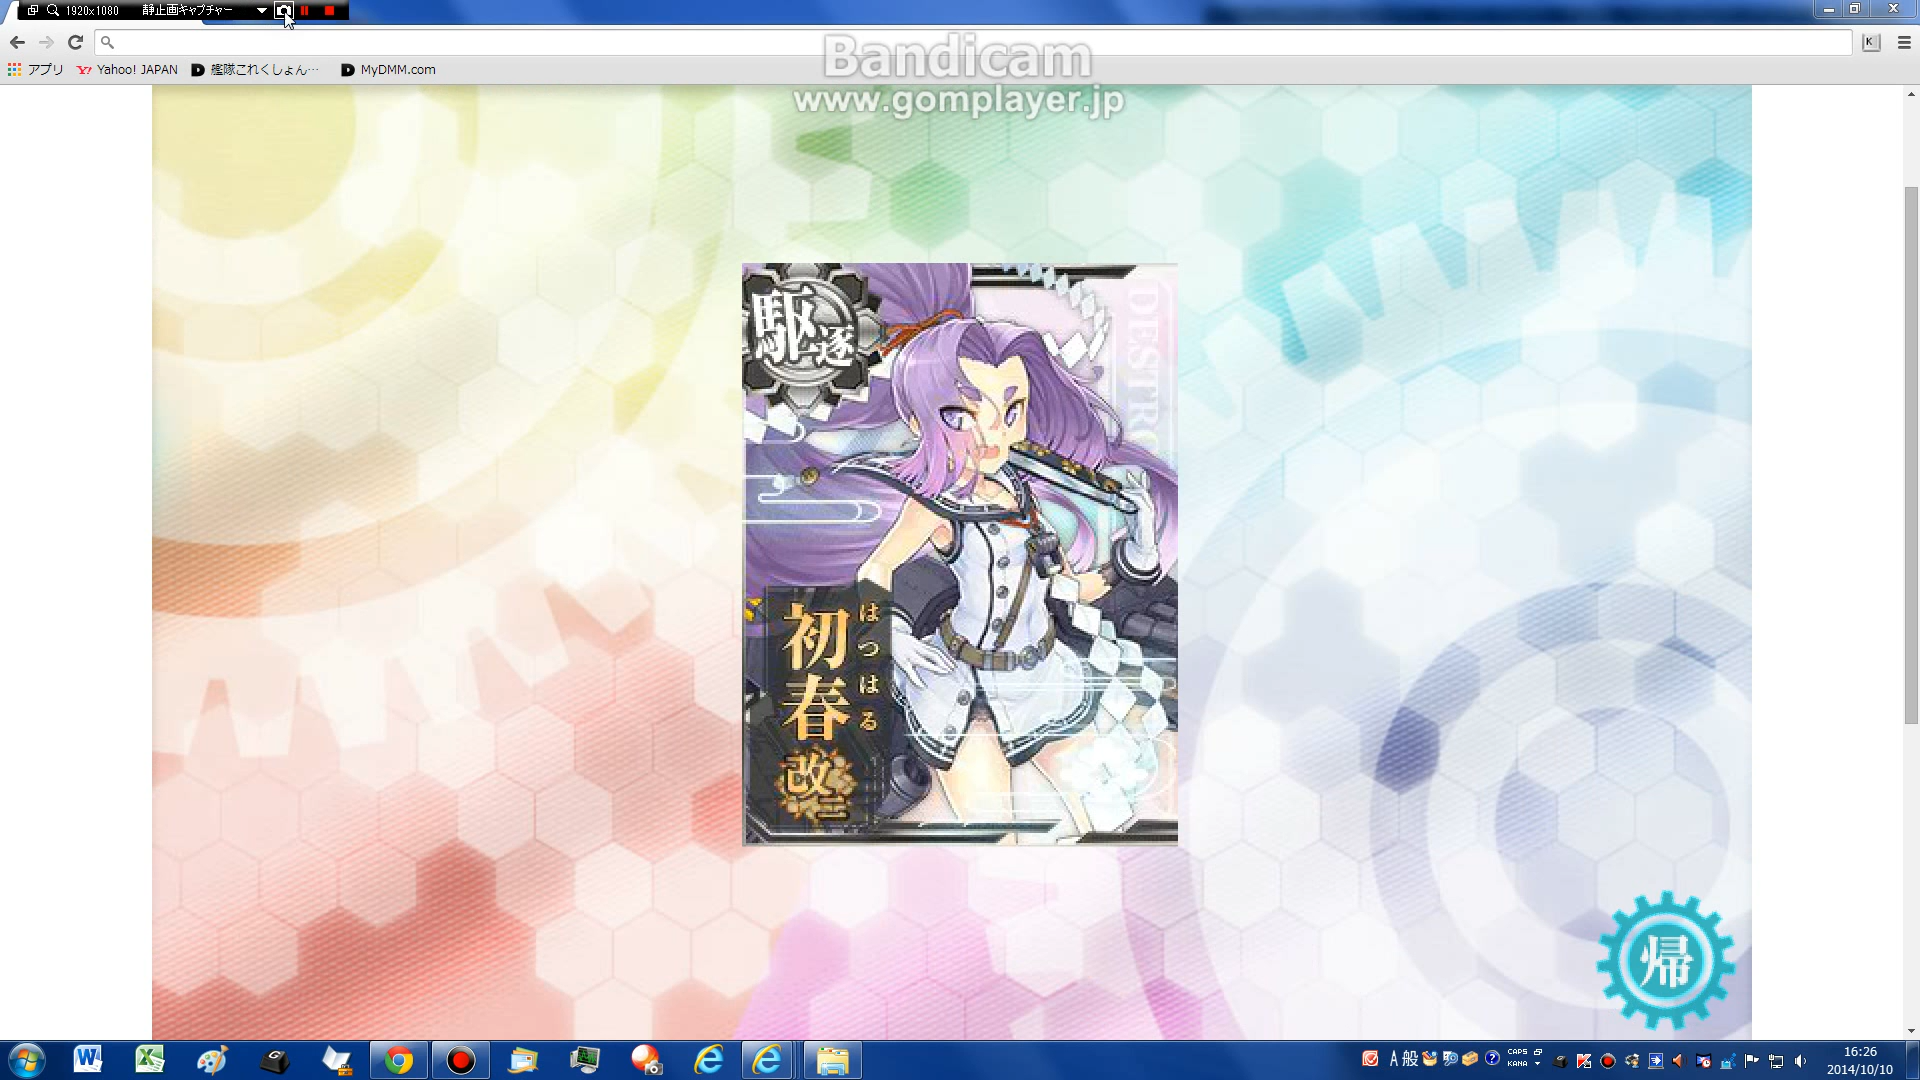 1920x1080 静止画キャプチャー
K
アプリ Yahoo! JAPAN 艦隊これくしょん… MyDMM.com
Bandicam
www.gomplayer.jp
駆逐
DESTR
初春改二
はつはる
帰
A 般 CAPS
KANA
16:26
2014/10/10